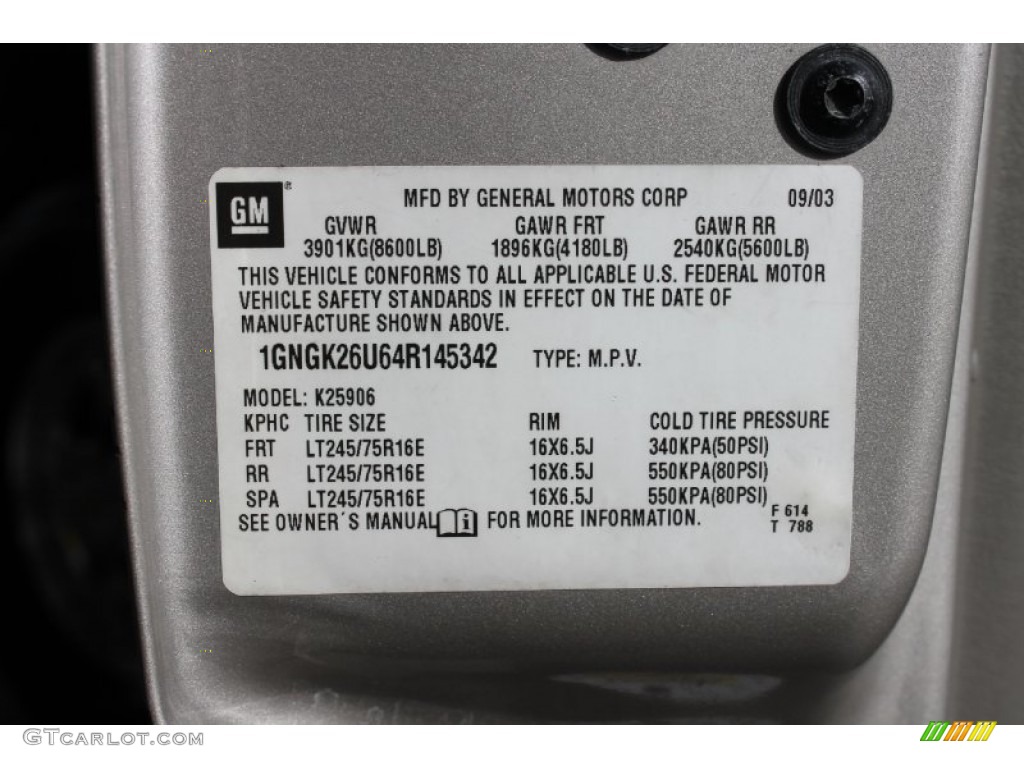 GM® MFD BY GENERAL MOTORS CORP 09/03
GVWR GAWR FRT GAWR RR
3901KG(8600LB) 1896KG(4180LB) 2540KG(5600LB)
THIS VEHICLE CONFORMS TO ALL APPLICABLE U.S. FEDERAL MOTOR
VEHICLE SAFETY STANDARDS IN EFFECT ON THE DATE OF
MANUFACTURE SHOWN ABOVE.
1GNGK26U64R145342 TYPE: M.P.V.
MODEL: K25906
KPHC TIRE SIZE RIM COLD TIRE PRESSURE
FRT LT245/75R16E 16X6.5J 340KPA(50PSI)
RR LT245/75R16E 16X6.5J 550KPA(80PSI)
SPA LT245/75R16E 16X6.5J 550KPA(80PSI)
SEE OWNER'S MANUAL i FOR MORE INFORMATION.
F 614
T 788
GTCARLOT.COM